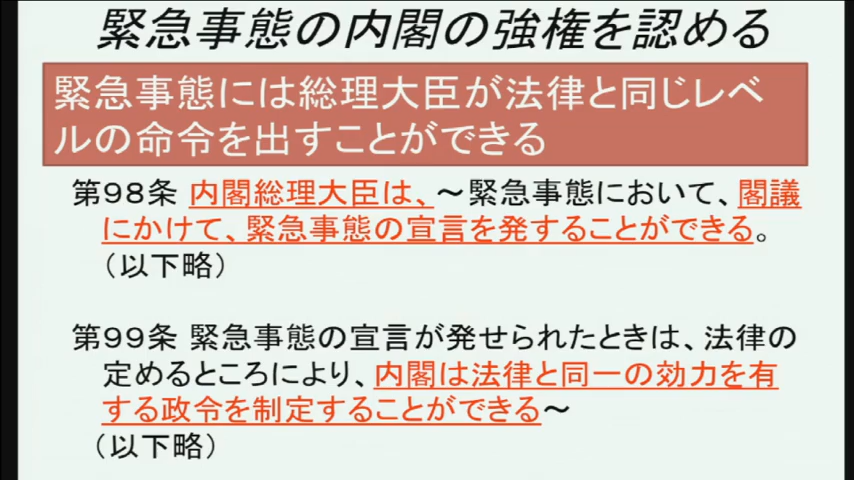 緊急事態の内閣の強権を認める
緊急事態には総理大臣が法律と同じレベ
ルの命令を出すことができる
第98条 内閣総理大臣は、～緊急事態において、閣議
にかけて、緊急事態の宣言を発することができる。
（以下略）
第99条 緊急事態の宣言が発せられたときは、法律の
定めるところにより、内閣は法律と同一の効力を有
する政令を制定することができる～
（以下略）